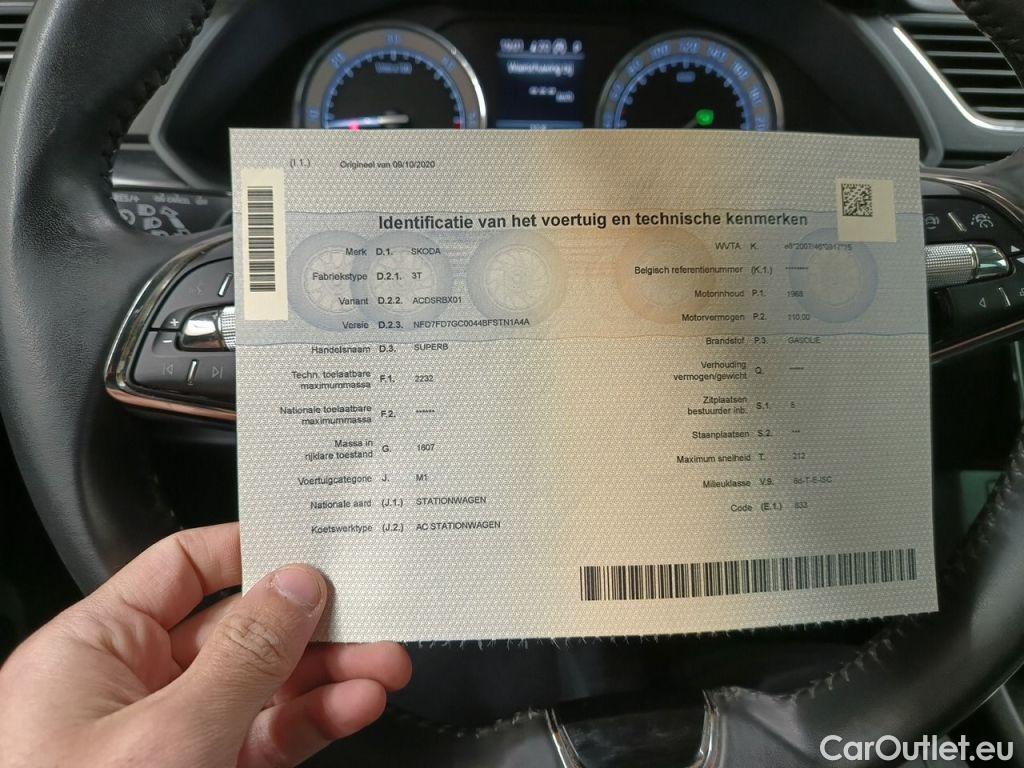 (I.1.) Origineel van 09/10/2020
Identificatie van het voertuig en technische kenmerken
Merk D.1. SKODA
Fabriekstype D.2.1. 3T
Variant D.2.2. ACDSRBX01
Versie D.2.3. NFD7FD7GC0044BFSTN1A4A
Handelsnaam D.3. SUPERB
Techn. toelaatbare
maximummassa F.1. 2232
Nationale toelaatbare
maximummassa F.2. ******
Massa in
rijklare toestand G. 1607
Voertuigcategorie J. M1
Nationale aard (J.1.) STATIONWAGEN
Koetswerktype (J.2.) AC STATIONWAGEN
WVTA K.
Belgisch referentienummer (K.1.) ********
Motorinhoud P.1. 1968
Motorvermogen P.2. 110,00
Brandstof P.3. GASOLIE
Verhouding
vermogen/gewicht Q. *****
Zitplaatsen
bestuurder inb. S.1. 5
Staanplaatsen S.2. ***
Maximum snelheid T. 212
Milieuklasse V.9. 6d-T-E-ISC
Code (E.1.) 833
CarOutlet.eu